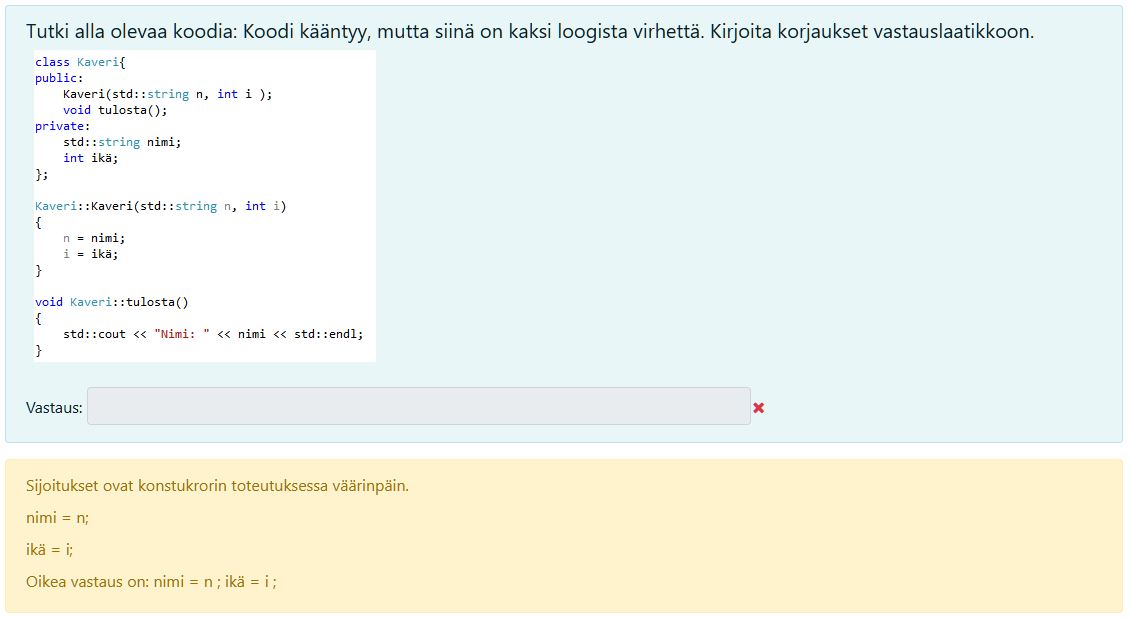 Tutki alla olevaa koodia: Koodi kääntyy, mutta siinä on kaksi loogista virhettä. Kirjoita korjaukset vastauslaatikkoon.
class Kaveri{
public:
    Kaveri(std::string n, int i );
    void tulosta();
private:
    std::string nimi;
    int ikä;
};

Kaveri::Kaveri(std::string n, int i)
{
    n = nimi;
    i = ikä;
}

void Kaveri::tulosta()
{
    std::cout << "Nimi: " << nimi << std::endl;
}
Vastaus:
Sijoitukset ovat konstukrorin toteutuksessa väärinpäin.
nimi = n;
ikä = i;
Oikea vastaus on: nimi = n ; ikä = i ;